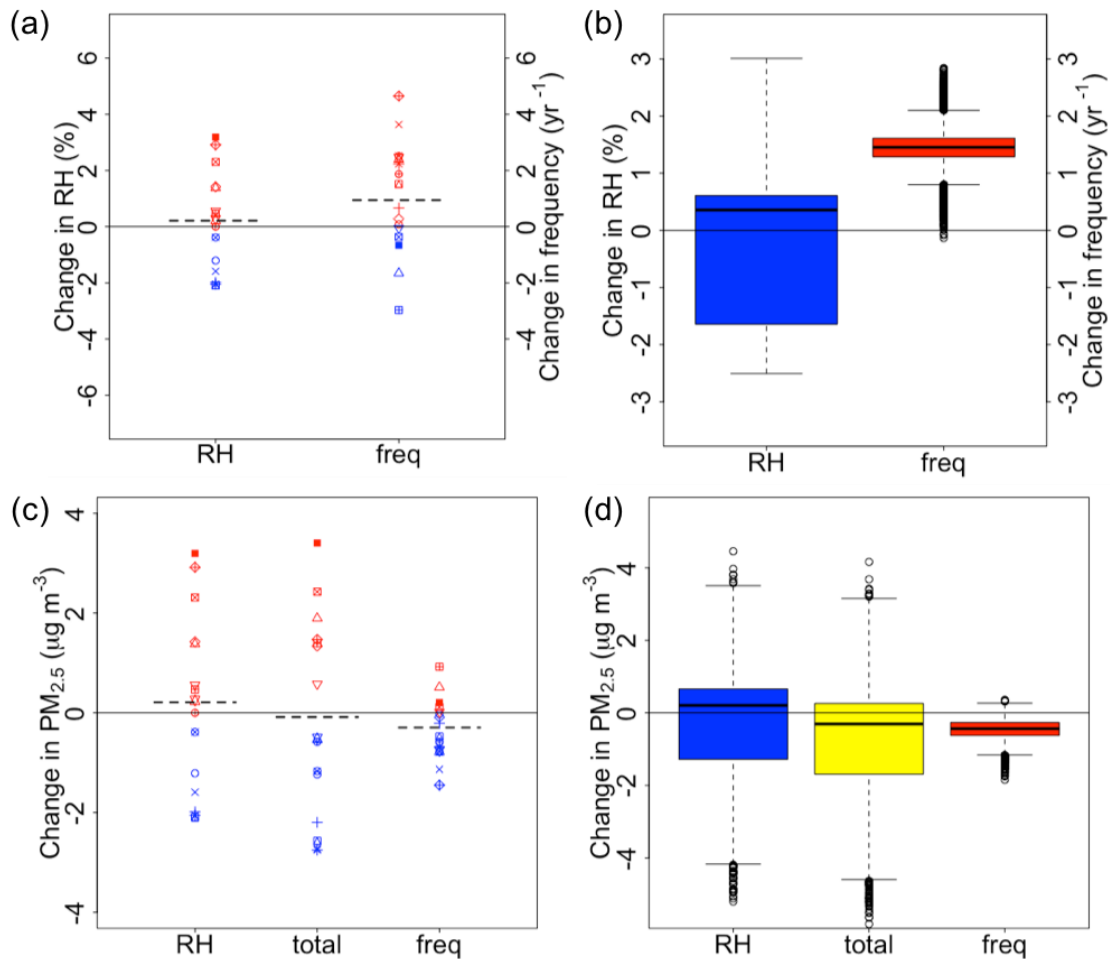 (a)
Change in RH (%)
6
4
2
0
-2
-4
-6
6
4
2
0
-2
-4
Change in frequency (yr⁻¹)
RH freq
(b)
Change in RH (%)
3
2
1
0
-1
-2
-3
3
2
1
0
-1
-2
-3
Change in frequency (yr⁻¹)
RH freq
(c)
Change in PM₂.₅ (µg m⁻³)
4
2
0
-2
-4
RH total freq
(d)
Change in PM₂.₅ (µg m⁻³)
4
2
0
-2
-4
RH total freq